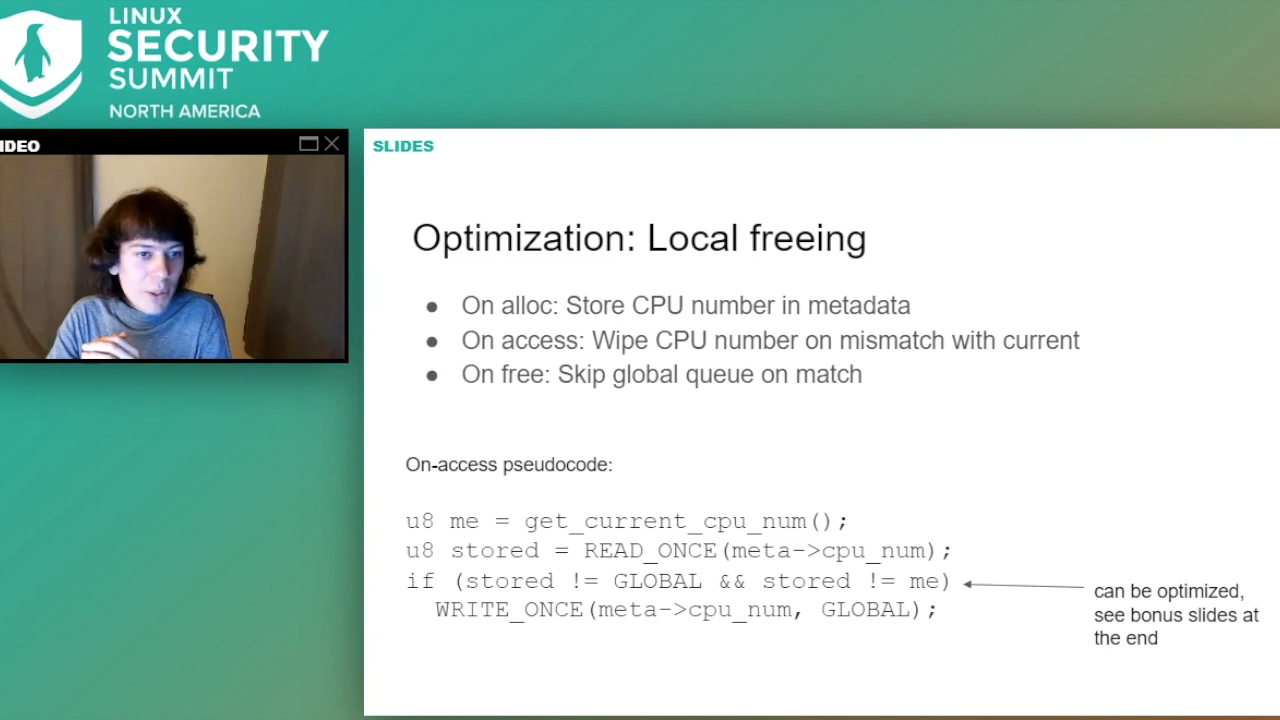 LINUX
SECURITY
SUMMIT
NORTH AMERICA
IDEO
SLIDES
Optimization: Local freeing
● On alloc: Store CPU number in metadata
● On access: Wipe CPU number on mismatch with current
● On free: Skip global queue on match
On-access pseudocode:
u8 me = get_current_cpu_num();
u8 stored = READ_ONCE(meta->cpu_num);
if (stored != GLOBAL && stored != me)
WRITE_ONCE(meta->cpu_num, GLOBAL);
can be optimized,
see bonus slides at
the end